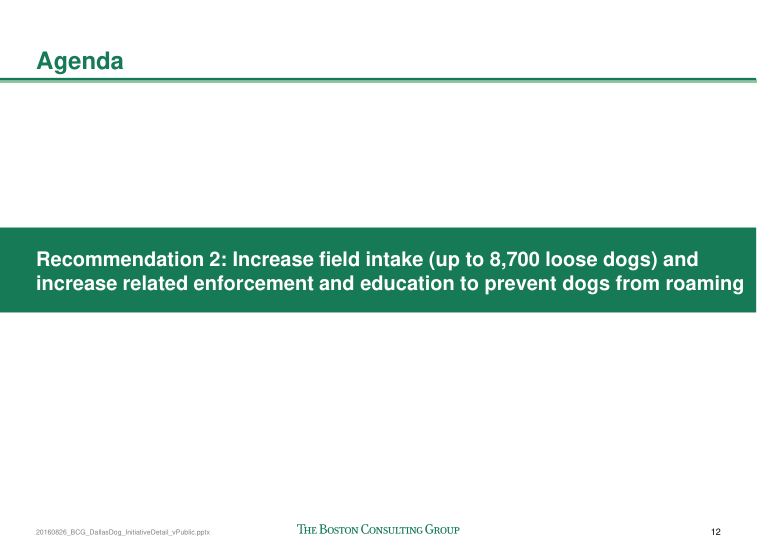 Agenda
Recommendation 2: Increase field intake (up to 8,700 loose dogs) and
increase related enforcement and education to prevent dogs from roaming
20160826_BCG_DallasDog_InitiativeDetail_vPublic.pptx
THE BOSTON CONSULTING GROUP
12